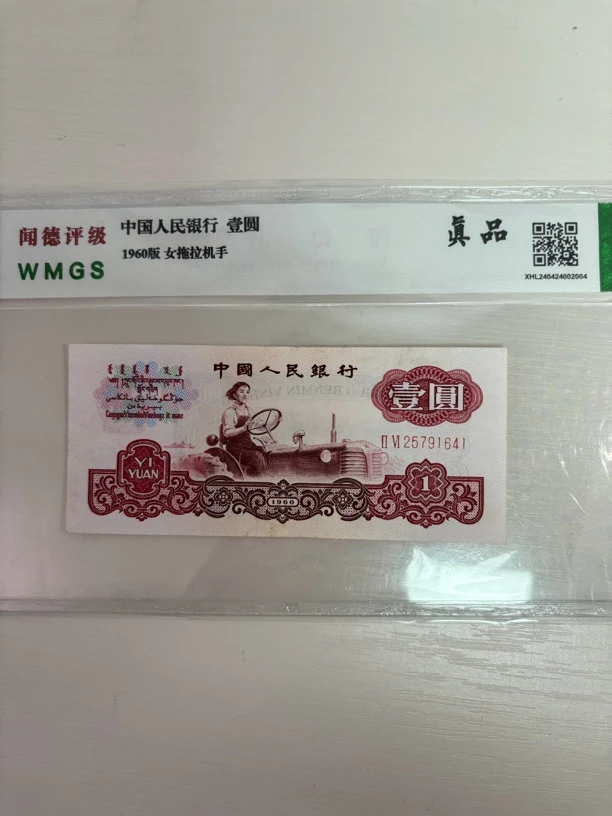 闻德评级
WMGS
中国人民银行 壹圆
1960版 女拖拉机手
真品
XHL240424002004
中國人民銀行
壹圓
II VI 25791641
YI
YUAN
1960
1